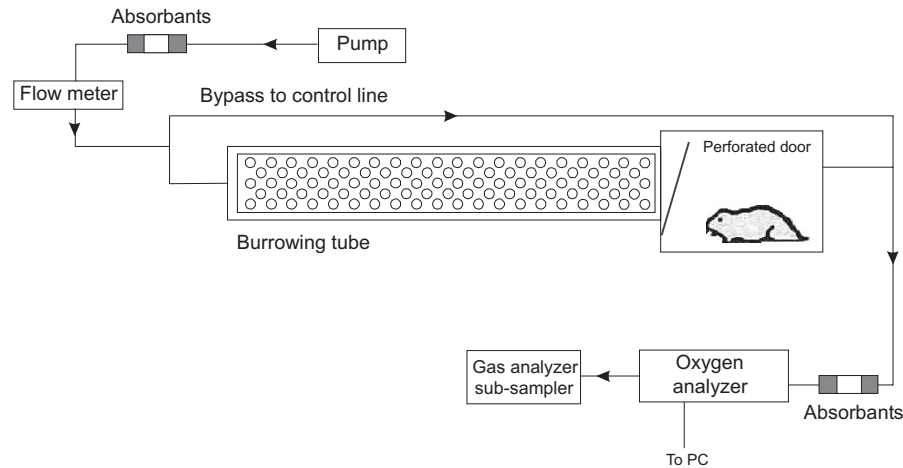 Absorbants
Pump
Flow meter
Bypass to control line
Perforated door
Burrowing tube
Gas analyzer
sub-sampler
Oxygen
analyzer
Absorbants
To PC